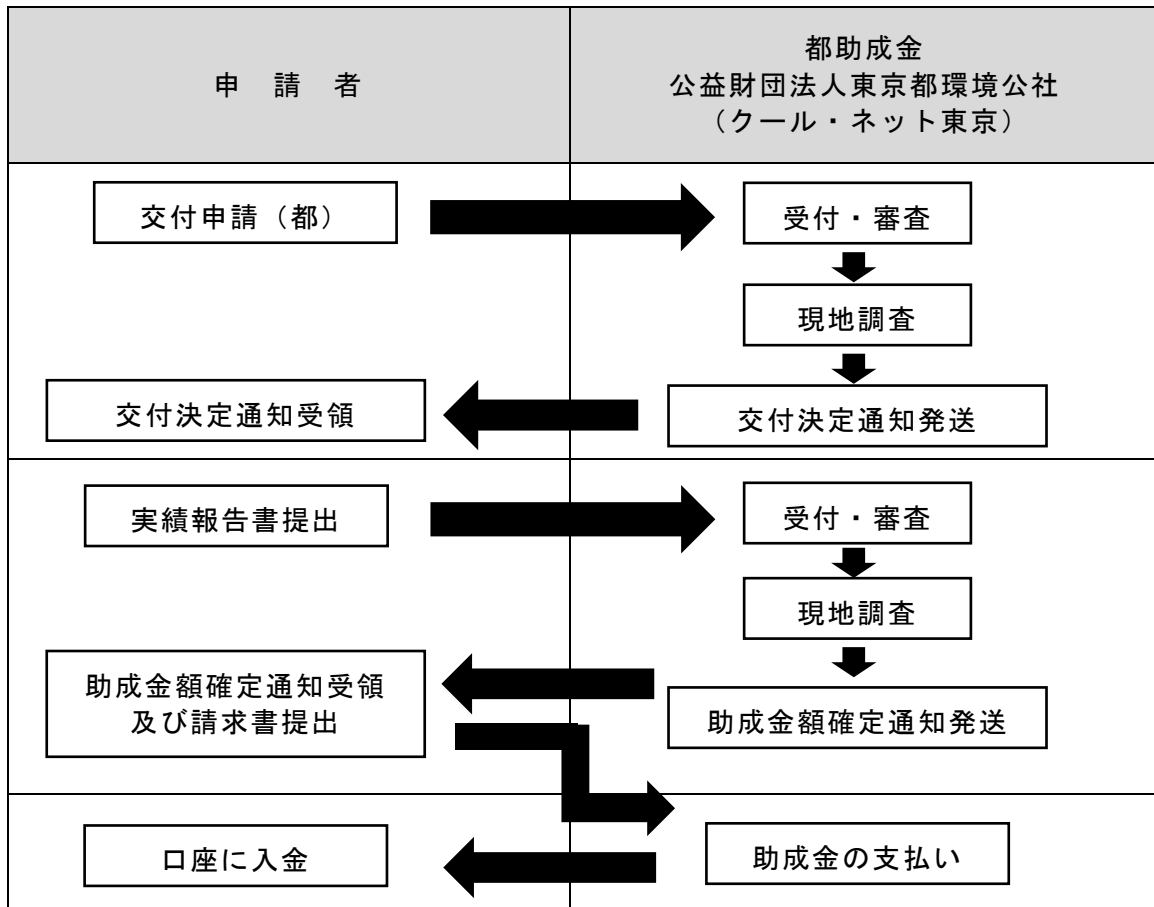 申 請 者
都助成金
公益財団法人東京都環境公社
（クール・ネット東京）
交付申請（都）
受付・審査
現地調査
交付決定通知受領
交付決定通知発送
実績報告書提出
受付・審査
現地調査
助成金額確定通知受領
及び請求書提出
助成金額確定通知発送
口座に入金
助成金の支払い